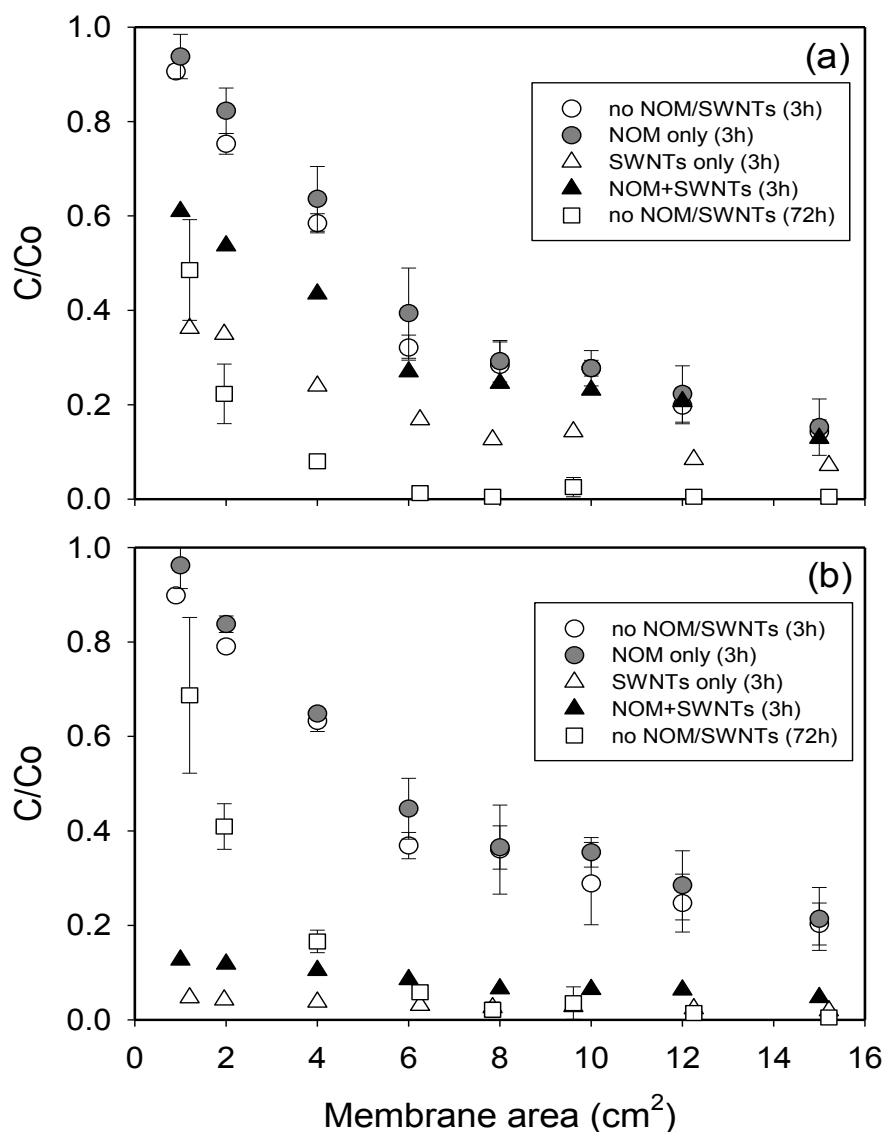 (a)
1.0
0.8
0.6
0.4
0.2
0.0
C/Co
no NOM/SWNTs (3h)
NOM only (3h)
SWNTs only (3h)
NOM+SWNTs (3h)
no NOM/SWNTs (72h)
(b)
1.0
0.8
0.6
0.4
0.2
0.0
C/Co
no NOM/SWNTs (3h)
NOM only (3h)
SWNTs only (3h)
NOM+SWNTs (3h)
no NOM/SWNTs (72h)
0 2 4 6 8 10 12 14 16
Membrane area (cm²)